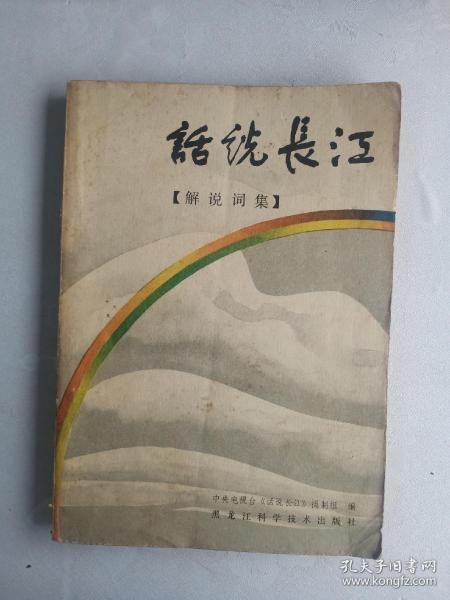 話说長江
【解说词集】
中央电视台《话说长江》摄制组 编
黑龙江科学技术出版社
孔夫子旧书网
www.kongfz.com